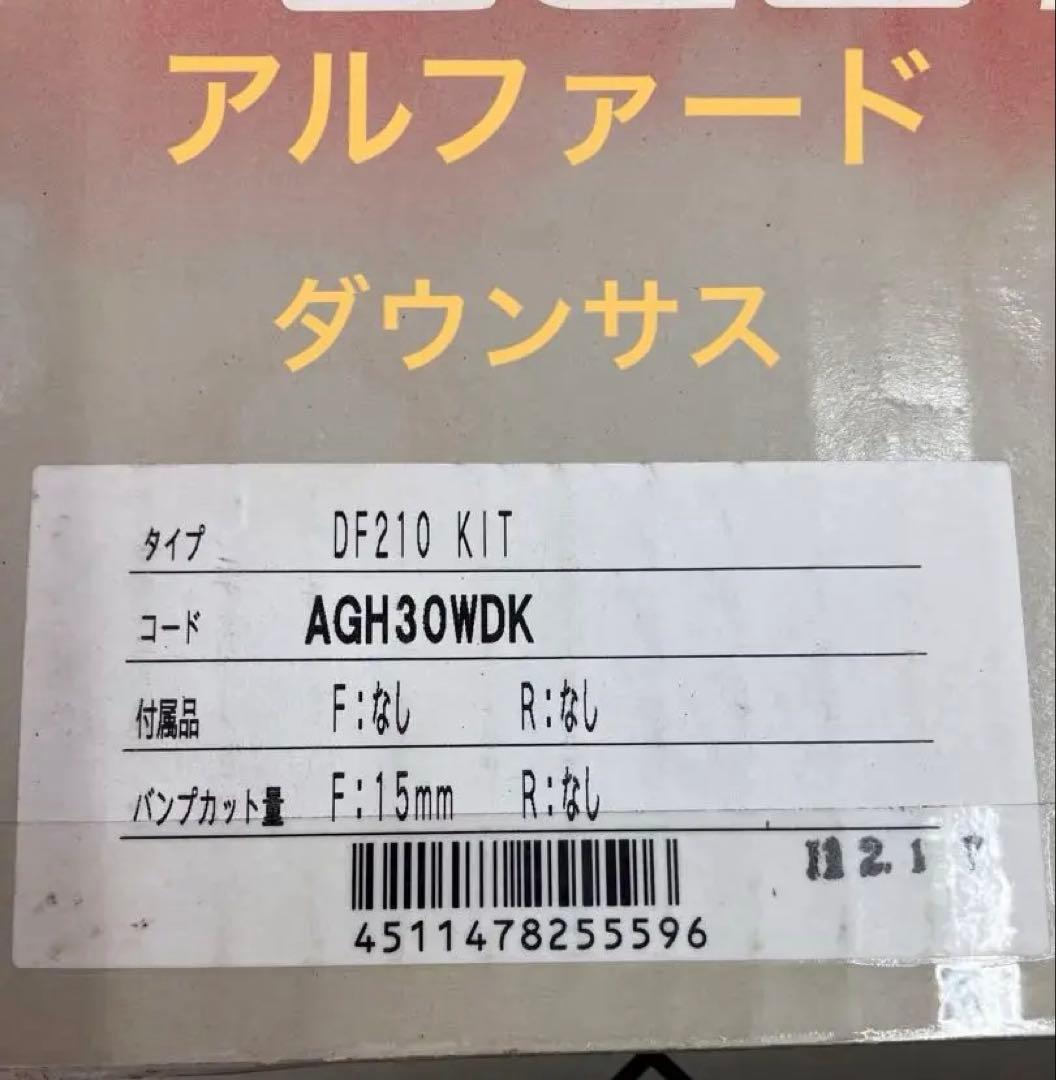 アルファード
ダウンサス
タイプ DF210 KIT
コード AGH30WDK
付属品 F:なし R:なし
バンプカット量 F:15mm R:なし
4511478255596